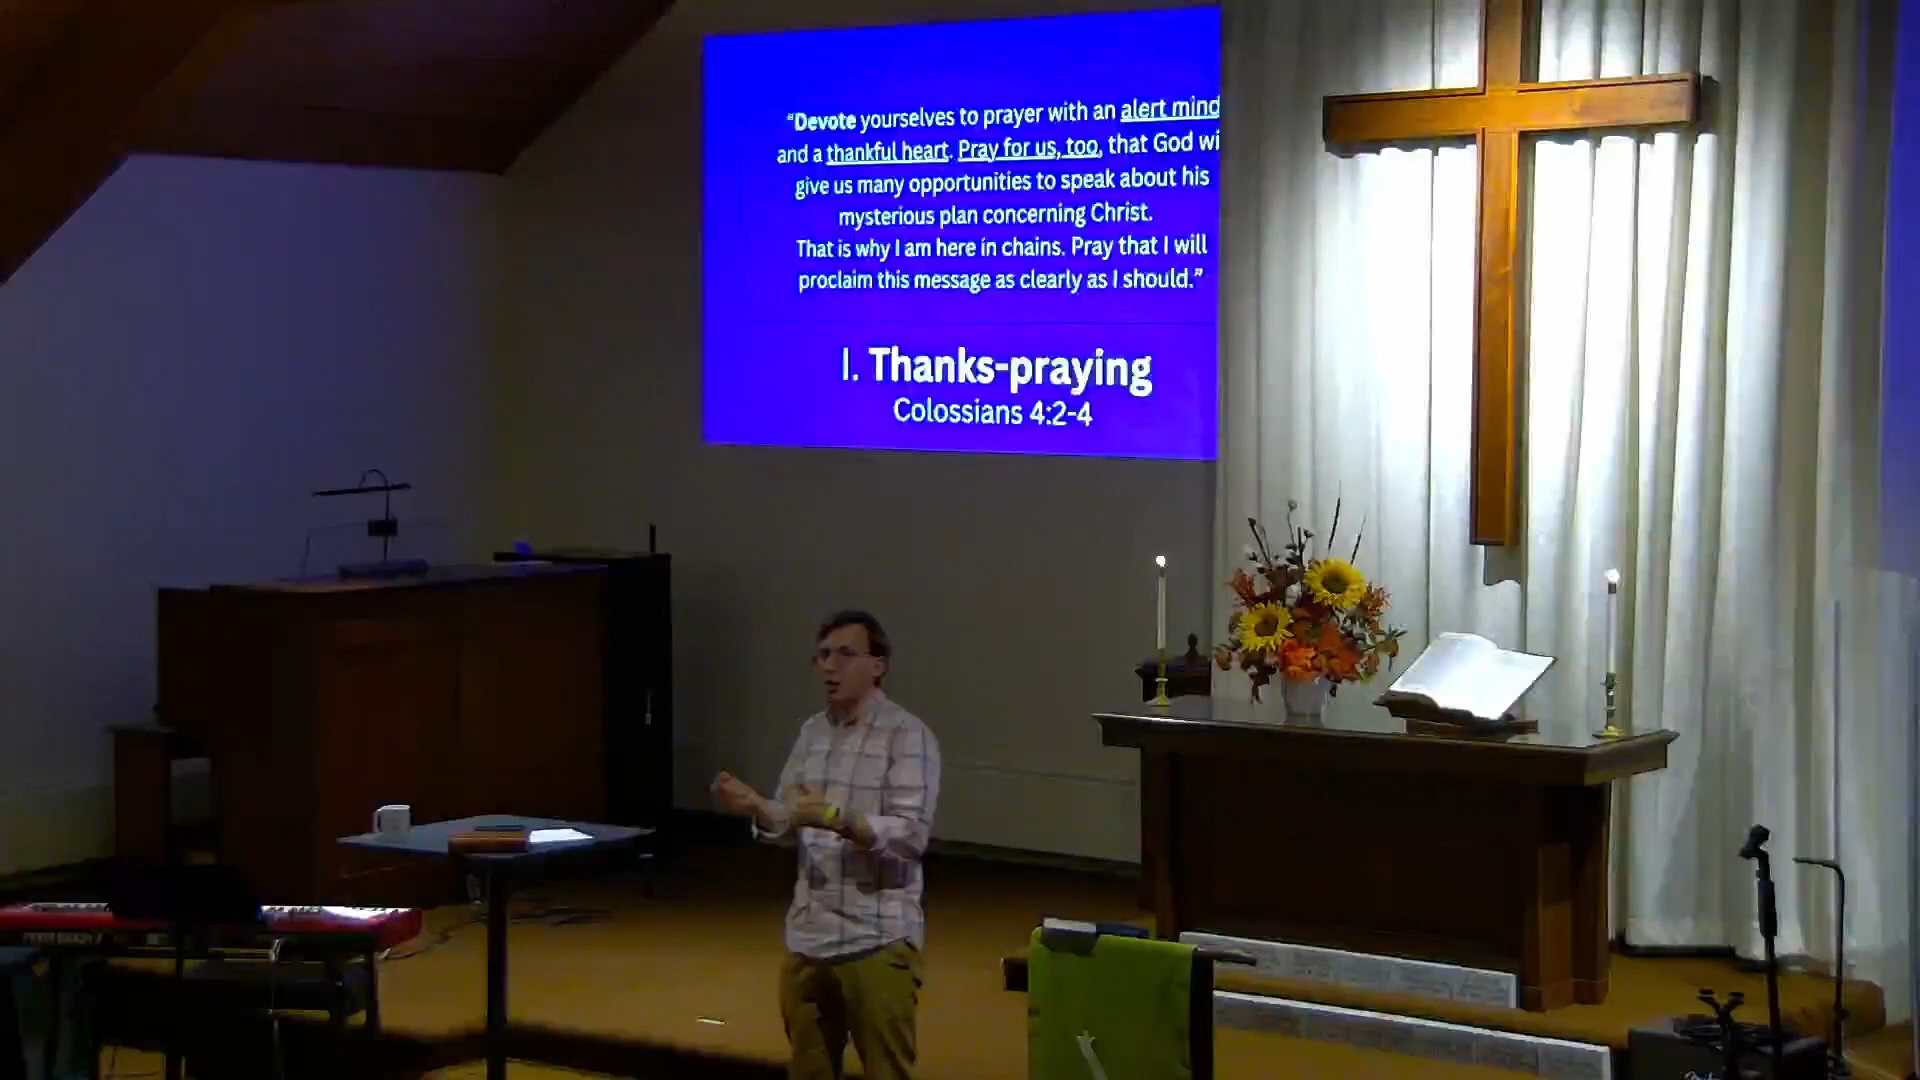 “Devote yourselves to prayer with an alert mind
and a thankful heart. Pray for us, too, that God wi
give us many opportunities to speak about his
mysterious plan concerning Christ.
That is why I am here in chains. Pray that I will
proclaim this message as clearly as I should.”
I. Thanks-praying
Colossians 4:2-4